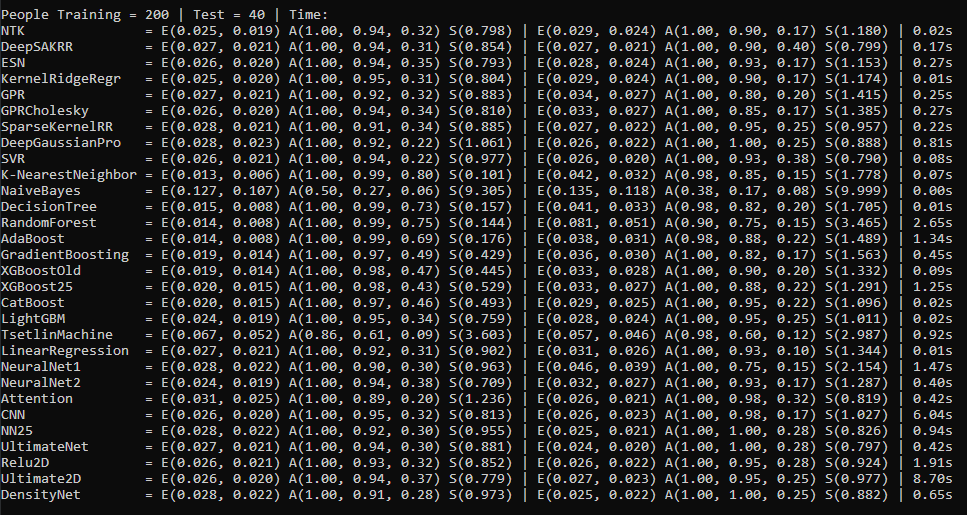 People Training = 200 | Test = 40 | Time:
NTK = E(0.025, 0.019) A(1.00, 0.94, 0.32) S(0.798) | E(0.029, 0.024) A(1.00, 0.90, 0.17) S(1.180) | 0.02s
DeepSAKRR = E(0.027, 0.021) A(1.00, 0.94, 0.31) S(0.854) | E(0.027, 0.021) A(1.00, 0.90, 0.40) S(0.799) | 0.17s
ESN = E(0.026, 0.020) A(1.00, 0.94, 0.35) S(0.793) | E(0.028, 0.024) A(1.00, 0.93, 0.17) S(1.153) | 0.27s
KernelRidgeRegr = E(0.025, 0.020) A(1.00, 0.95, 0.31) S(0.804) | E(0.029, 0.024) A(1.00, 0.90, 0.17) S(1.174) | 0.01s
GPR = E(0.027, 0.021) A(1.00, 0.92, 0.32) S(0.883) | E(0.034, 0.027) A(1.00, 0.80, 0.20) S(1.415) | 0.25s
GPRCholesky = E(0.026, 0.020) A(1.00, 0.94, 0.34) S(0.810) | E(0.033, 0.027) A(1.00, 0.85, 0.17) S(1.385) | 0.27s
SparseKernelRR = E(0.028, 0.021) A(1.00, 0.91, 0.34) S(0.885) | E(0.027, 0.022) A(1.00, 0.95, 0.25) S(0.957) | 0.22s
DeepGaussianPro = E(0.028, 0.023) A(1.00, 0.92, 0.22) S(1.061) | E(0.026, 0.022) A(1.00, 1.00, 0.25) S(0.888) | 0.81s
SVR = E(0.026, 0.021) A(1.00, 0.94, 0.22) S(0.977) | E(0.026, 0.020) A(1.00, 0.93, 0.38) S(0.790) | 0.08s
K-NearestNeighbor = E(0.013, 0.006) A(1.00, 0.99, 0.80) S(0.101) | E(0.042, 0.032) A(0.98, 0.85, 0.15) S(1.778) | 0.07s
NaiveBayes = E(0.127, 0.107) A(0.50, 0.27, 0.06) S(9.305) | E(0.135, 0.118) A(0.38, 0.17, 0.08) S(9.999) | 0.00s
DecisionTree = E(0.015, 0.008) A(1.00, 0.99, 0.73) S(0.157) | E(0.041, 0.033) A(0.98, 0.82, 0.20) S(1.705) | 0.01s
RandomForest = E(0.014, 0.008) A(1.00, 0.99, 0.75) S(0.144) | E(0.081, 0.051) A(0.90, 0.75, 0.15) S(3.465) | 2.65s
AdaBoost = E(0.014, 0.008) A(1.00, 0.99, 0.69) S(0.176) | E(0.038, 0.031) A(0.98, 0.88, 0.22) S(1.489) | 1.34s
GradientBoosting = E(0.019, 0.014) A(1.00, 0.97, 0.49) S(0.429) | E(0.036, 0.030) A(1.00, 0.82, 0.17) S(1.563) | 0.45s
XGBoostOld = E(0.019, 0.014) A(1.00, 0.98, 0.47) S(0.445) | E(0.033, 0.028) A(1.00, 0.90, 0.20) S(1.332) | 0.09s
XGBoost25 = E(0.020, 0.015) A(1.00, 0.98, 0.43) S(0.529) | E(0.033, 0.027) A(1.00, 0.88, 0.22) S(1.291) | 1.25s
CatBoost = E(0.020, 0.015) A(1.00, 0.97, 0.46) S(0.493) | E(0.029, 0.025) A(1.00, 0.95, 0.22) S(1.096) | 0.02s
LightGBM = E(0.024, 0.019) A(1.00, 0.95, 0.34) S(0.759) | E(0.028, 0.024) A(1.00, 0.95, 0.25) S(1.011) | 0.02s
TsetlinMachine = E(0.067, 0.052) A(0.86, 0.61, 0.09) S(3.603) | E(0.057, 0.046) A(0.98, 0.60, 0.12) S(2.987) | 0.92s
LinearRegression = E(0.027, 0.021) A(1.00, 0.92, 0.31) S(0.902) | E(0.031, 0.026) A(1.00, 0.93, 0.10) S(1.344) | 0.01s
NeuralNet1 = E(0.028, 0.022) A(1.00, 0.90, 0.30) S(0.963) | E(0.046, 0.039) A(1.00, 0.75, 0.15) S(2.154) | 1.47s
NeuralNet2 = E(0.024, 0.019) A(1.00, 0.94, 0.38) S(0.709) | E(0.032, 0.027) A(1.00, 0.93, 0.17) S(1.287) | 0.40s
Attention = E(0.031, 0.025) A(1.00, 0.89, 0.20) S(1.236) | E(0.026, 0.021) A(1.00, 0.98, 0.32) S(0.819) | 0.42s
CNN = E(0.026, 0.020) A(1.00, 0.95, 0.32) S(0.813) | E(0.026, 0.023) A(1.00, 0.98, 0.17) S(1.027) | 6.04s
NN25 = E(0.028, 0.022) A(1.00, 0.92, 0.30) S(0.955) | E(0.025, 0.021) A(1.00, 1.00, 0.28) S(0.826) | 0.94s
UltimateNet = E(0.027, 0.021) A(1.00, 0.94, 0.30) S(0.881) | E(0.024, 0.020) A(1.00, 1.00, 0.28) S(0.797) | 0.42s
Relu2D = E(0.026, 0.021) A(1.00, 0.93, 0.32) S(0.852) | E(0.026, 0.022) A(1.00, 0.95, 0.28) S(0.924) | 1.91s
Ultimate2D = E(0.026, 0.020) A(1.00, 0.94, 0.37) S(0.779) | E(0.027, 0.023) A(1.00, 0.95, 0.25) S(0.977) | 8.70s
DensityNet = E(0.028, 0.022) A(1.00, 0.91, 0.28) S(0.973) | E(0.025, 0.022) A(1.00, 1.00, 0.25) S(0.882) | 0.65s